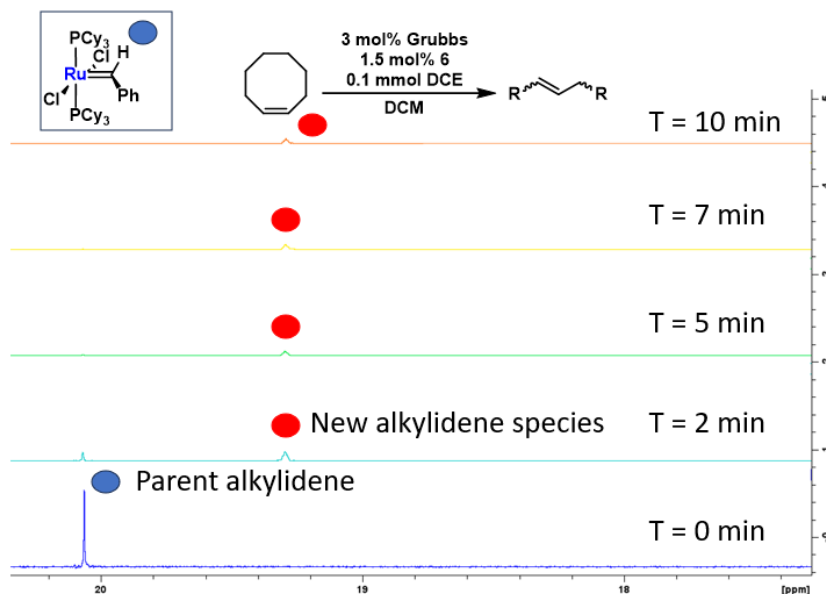 PCy3
Cl
H
Ru
Cl
Ph
PCy3
3 mol% Grubbs
1.5 mol% 6
0.1 mmol DCE
DCM
R
R
T = 10 min
T = 7 min
T = 5 min
New alkylidene species
T = 2 min
Parent alkylidene
T = 0 min
20
19
18
[ppm]